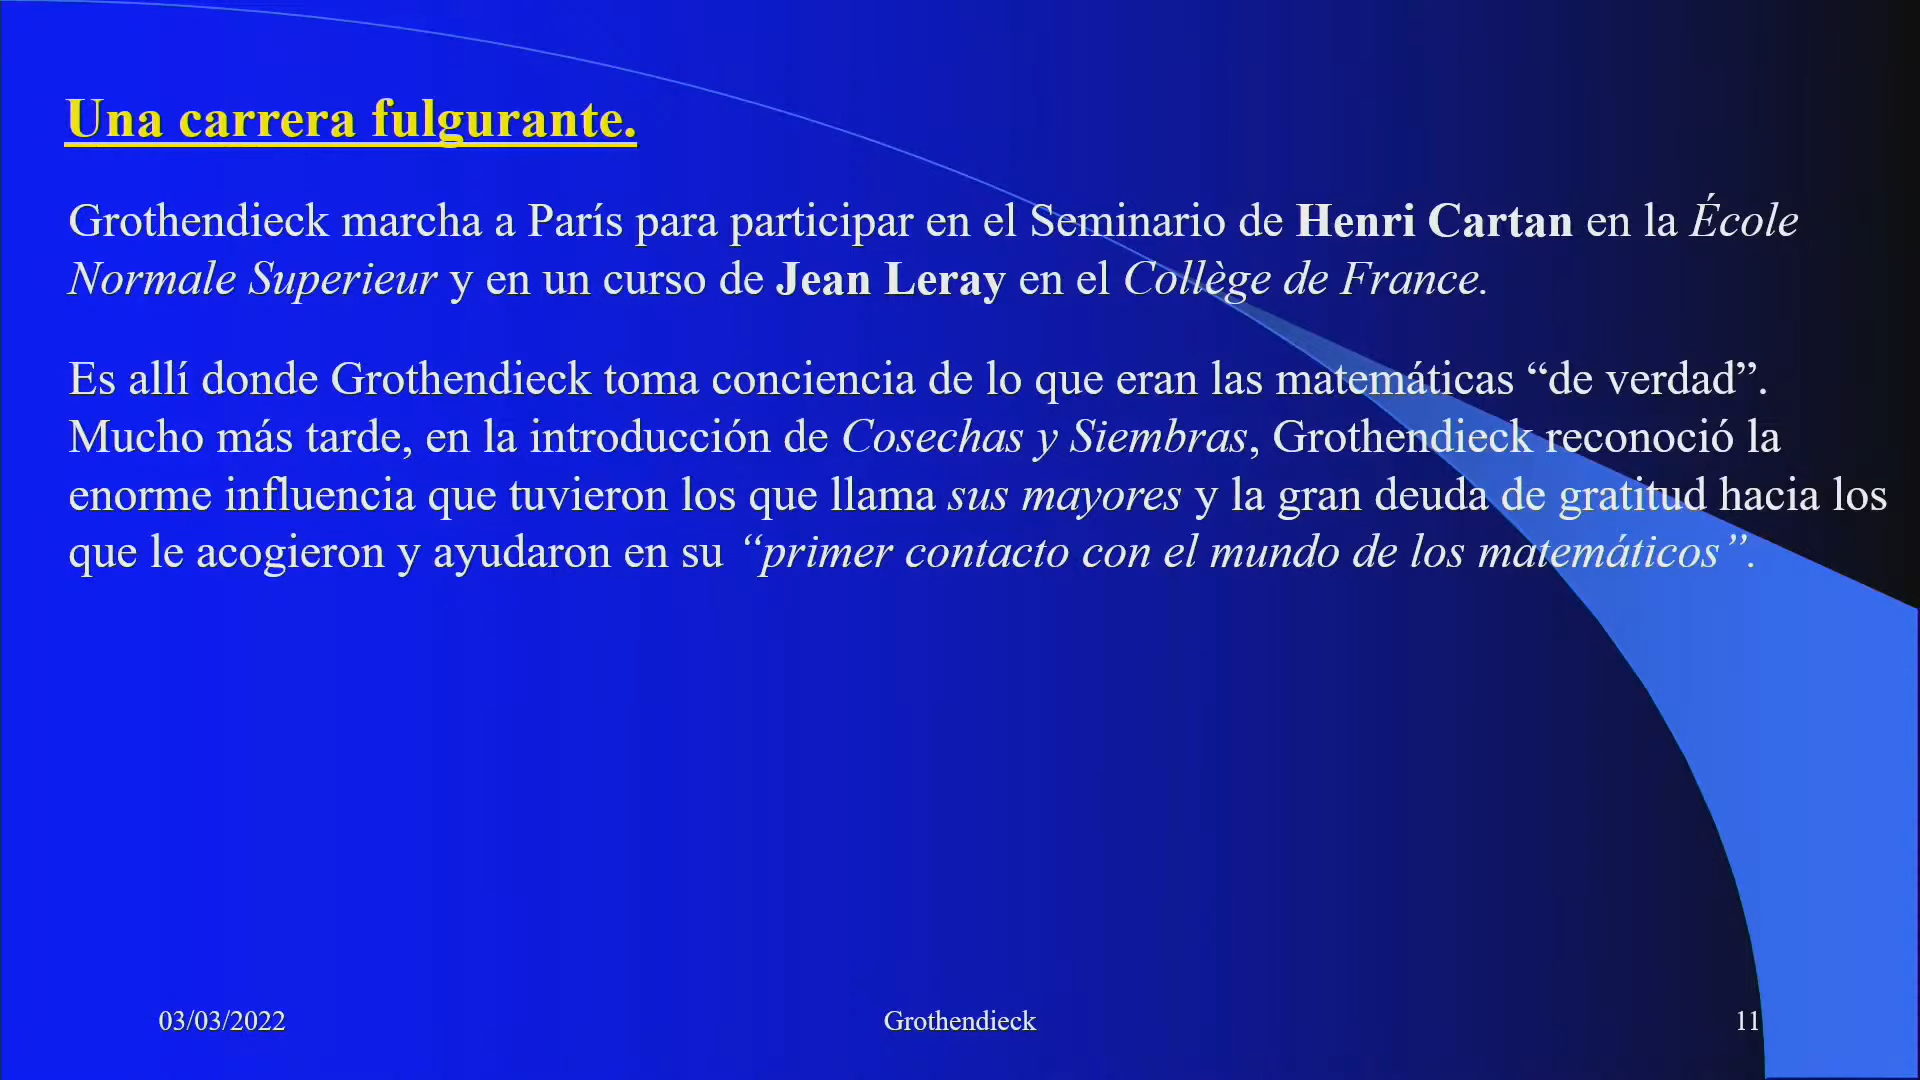 Una carrera fulgurante.
Grothendieck marcha a París para participar en el Seminario de Henri Cartan en la École
Normale Superieur y en un curso de Jean Leray en el Collège de France.
Es allí donde Grothendieck toma conciencia de lo que eran las matemáticas “de verdad”.
Mucho más tarde, en la introducción de Cosechas y Siembras, Grothendieck reconoció la
enorme influencia que tuvieron los que llama sus mayores y la gran deuda de gratitud hacia los
que le acogieron y ayudaron en su “primer contacto con el mundo de los matemáticos”.
03/03/2022
Grothendieck
11